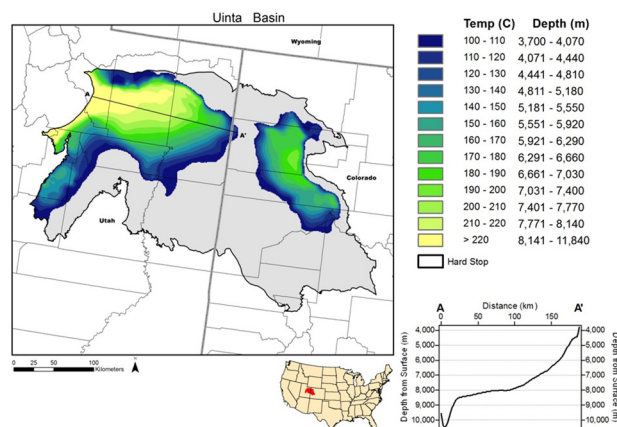 Uinta Basin
Wyoming
A
A'
Colorado
Utah
0 25 50 100
Kilometers
Temp (C) Depth (m)
100 - 110 3,700 - 4,070
110 - 120 4,071 - 4,440
120 - 130 4,441 - 4,810
130 - 140 4,811 - 5,180
140 - 150 5,181 - 5,550
150 - 160 5,551 - 5,920
160 - 170 5,921 - 6,290
170 - 180 6,291 - 6,660
180 - 190 6,661 - 7,030
190 - 200 7,031 - 7,400
200 - 210 7,401 - 7,770
210 - 220 7,771 - 8,140
> 220 8,141 - 11,840
Hard Stop
Distance (km)
A A'
0 50 100 150
4,000 4,000
5,000 5,000
6,000 6,000
7,000 7,000
8,000 8,000
9,000 9,000
10,000 10,000
Depth from Surface (m)
Depth from Surface (m)